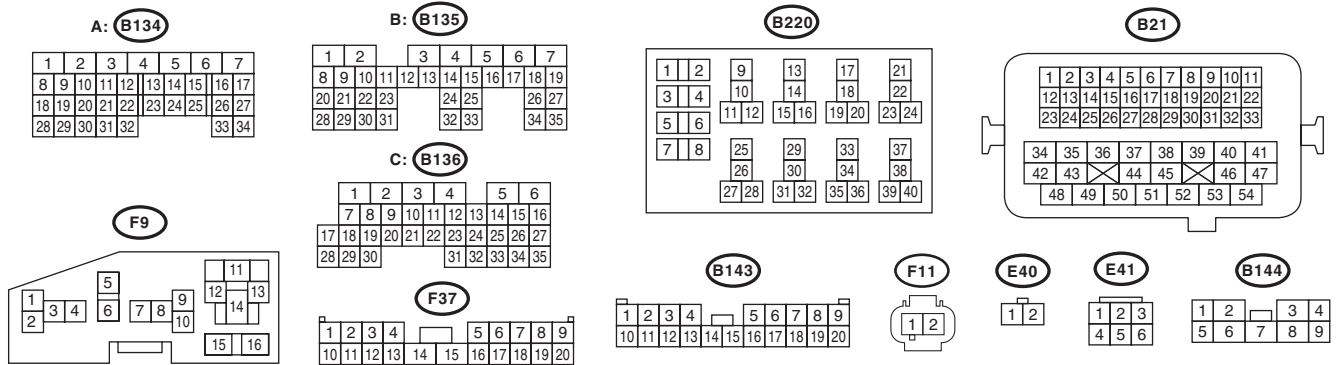 A: B134
1 2 3 4 5 6 7
8 9 10 11 12 13 14 15 16 17
18 19 20 21 22 23 24 25 26 27
28 29 30 31 32 33 34
B: B135
1 2 3 4 5 6 7
8 9 10 11 12 13 14 15 16 17 18 19
20 21 22 23 24 25 26 27
30 31 32 33 34 35
28 29
C: B136
1 2 3 4 5 6
7 8 9 10 11 12 13 14 15 16
17 18 19 20 21 22 23 24 25 26 27
28 29 30 31 32 33 34 35
B220
1 2 9 13 17 21
10 14 18 22
3 4 11 12 15 16 19 20 23 24
5 6
7 8 25 29 33 37
26 30 34 38
27 28 31 32 35 36 39 40
B21
1 2 3 4 5 6 7 8 9 10 11
12 13 14 15 16 17 18 19 20 21 22
23 24 25 26 27 28 29 30 31 32 33
34 35 36 37 38 39 40 41
42 43 44 45 46 47
48 49 50 51 52 53 54
F9
5 11
1 3 4 6 7 8 9 12 14 13
2 10
15 16
F37
1 2 3 4 5 6 7 8 9
10 11 12 13 14 15 16 17 18 19 20
B143
1 2 3 4 5 6 7 8 9
10 11 12 13 14 15 16 17 18 19 20
F11
1 2
E40
1 2
E41
1 2 3
4 5 6
B144
1 2 3 4
5 6 7 8 9